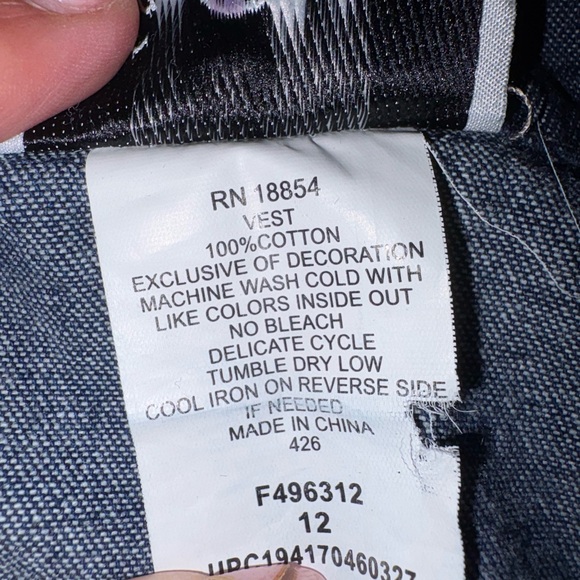 RN 18854
VEST
100%COTTON
EXCLUSIVE OF DECORATION
MACHINE WASH COLD WITH
LIKE COLORS INSIDE OUT
NO BLEACH
DELICATE CYCLE
TUMBLE DRY LOW
COOL IRON ON REVERSE SIDE
IF NEEDED
MADE IN CHINA
426
F496312
12
UPC194170460327